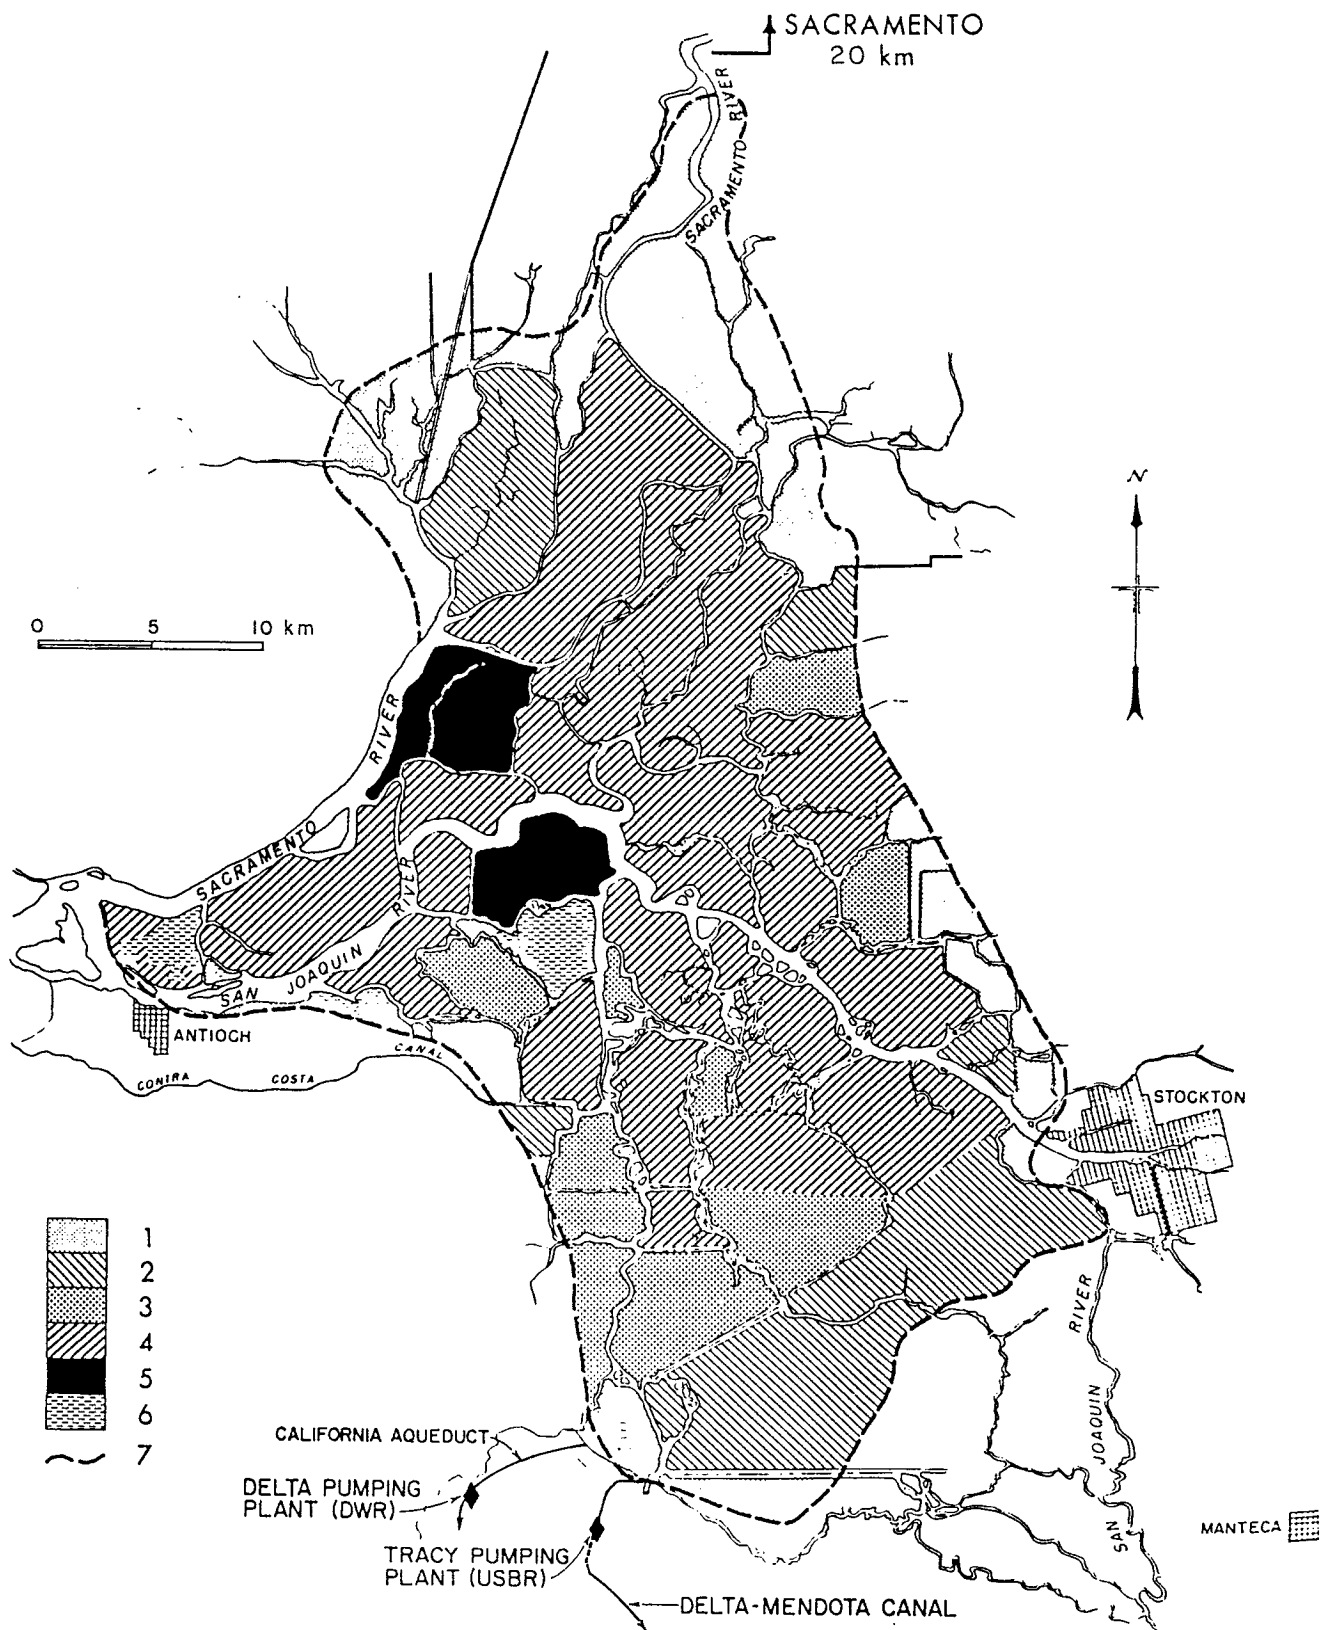 SACRAMENTO
20 km
RIVER
SACRAMENTO
N
0 5 10 km
RIVER
SACRAMENTO
RIVER
SAN JOAQUIN
ANTIOCH
CANAL
CONTRA COSTA
STOCKTON
1
2
3
4
5
6
7
RIVER
JOAQUIN
SAN
CALIFORNIA AQUEDUCT
DELTA PUMPING
PLANT (DWR)
TRACY PUMPING
PLANT (USBR)
MANTECA
DELTA-MENDOTA CANAL